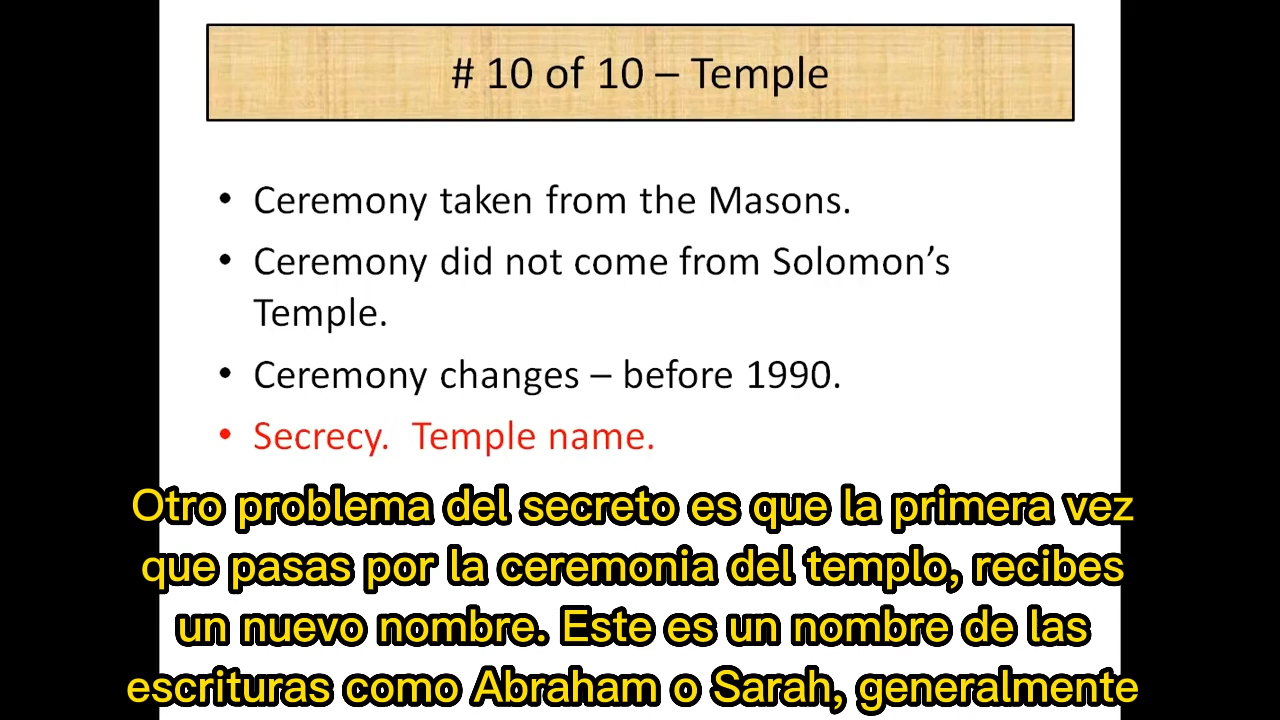 # 10 of 10 – Temple
• Ceremony taken from the Masons.
• Ceremony did not come from Solomon’s
Temple.
• Ceremony changes – before 1990.
• Secrecy.  Temple name.
Otro problema del secreto es que la primera vez
que pasas por la ceremonia del templo, recibes
un nuevo nombre. Este es un nombre de las
escrituras como Abraham o Sarah, generalmente